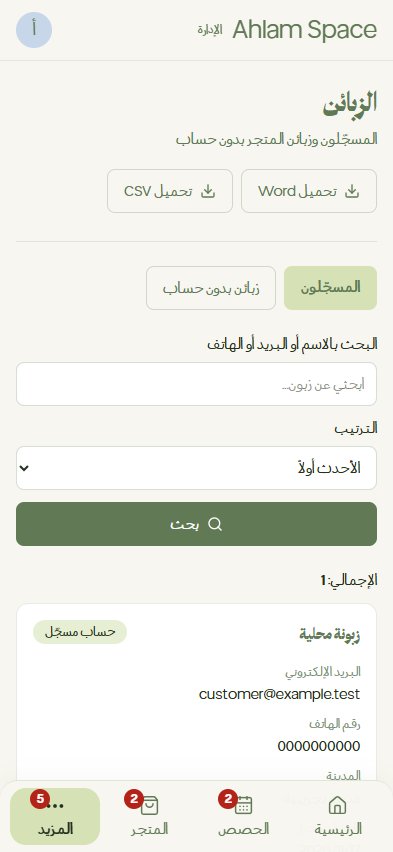 Ahlam Space الإدارة
أ
الزبائن
المسجّلون وزبائن المتجر بدون حساب
تحميل Word
تحميل CSV
المسجّلون
زبائن بدون حساب
البحث بالاسم أو البريد أو الهاتف
ابحثي عن زبون...
الترتيب
الأحدث أولاً
بحث
الإجمالي: 1
زبونة محلية
حساب مسجّل
البريد الإلكتروني
customer@example.test
رقم الهاتف
0000000000
المدينة
الرئيسية
2 الحصص
2 المتجر
5 المزيد